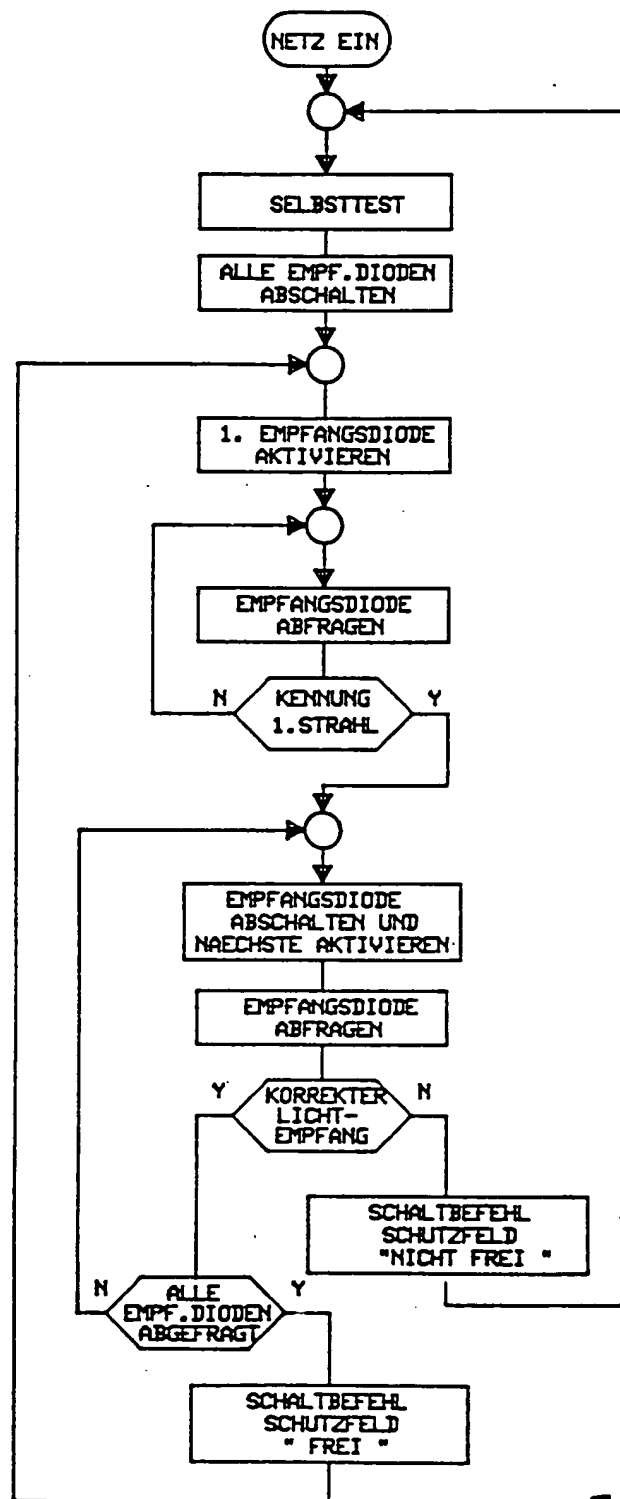 NETZ EIN
SELBSTTEST
ALLE EMPF.DIODEN
ABSCHALTEN
1. EMPFANGSDIODE
AKTIVIEREN
EMPFANGSDIODE
ABFRAGEN
N
KENNUNG
1.STRAHL
Y
EMPFANGSDIODE
ABSCHALTEN UND
NAECHSTE AKTIVIEREN
EMPFANGSDIODE
ABFRAGEN
Y
KORREKTER
LICHT-
EMPFANG
N
SCHALTBEFEHL
SCHUTZFELD
"NICHT FREI "
N
ALLE
EMPF.DIODEN
ABGEFRAGT
Y
SCHALTBEFEHL
SCHUTZFELD
" FREI "